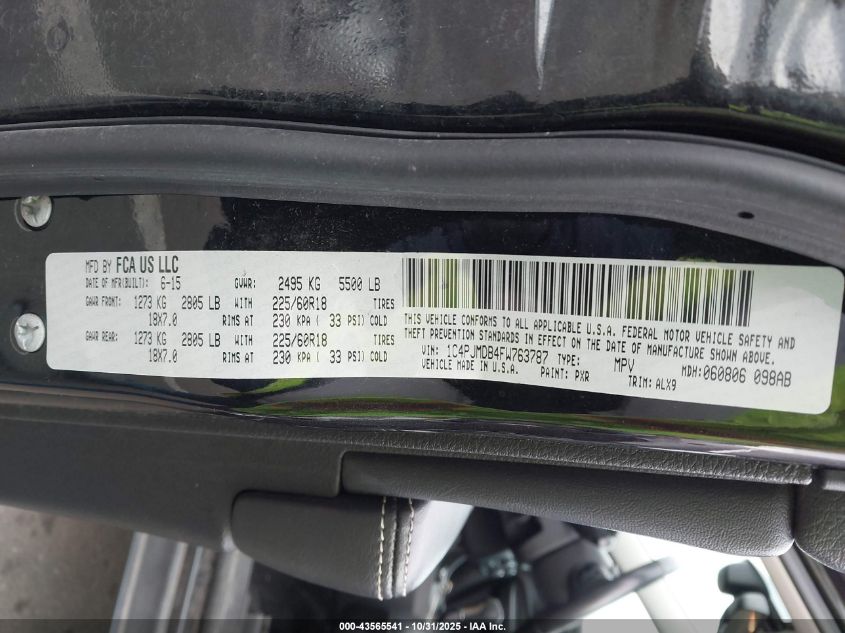 MFD BY FCA US LLC
DATE OF MFR(BUILT): 6-15 GVWR: 2495 KG 5500 LB
GAWR FRONT: 1273 KG 2805 LB WITH 225/60R18 TIRES
18X7.0 RIMS AT 230 KPA ( 33 PSI) COLD
GAWR REAR: 1273 KG 2805 LB WITH 225/60R18 TIRES
18X7.0 RIMS AT 230 KPA ( 33 PSI) COLD
THIS VEHICLE CONFORMS TO ALL APPLICABLE U.S.A. FEDERAL MOTOR VEHICLE SAFETY AND
THEFT PREVENTION STANDARDS IN EFFECT ON THE DATE OF MANUFACTURE SHOWN ABOVE.
VIN: 1C4PJMDB4FW763787 TYPE: MPV MDH:060806 098AB
VEHICLE MADE IN U.S.A. PAINT: PXR TRIM: ALX9
000-43565541 - 10/31/2025 - IAA Inc.